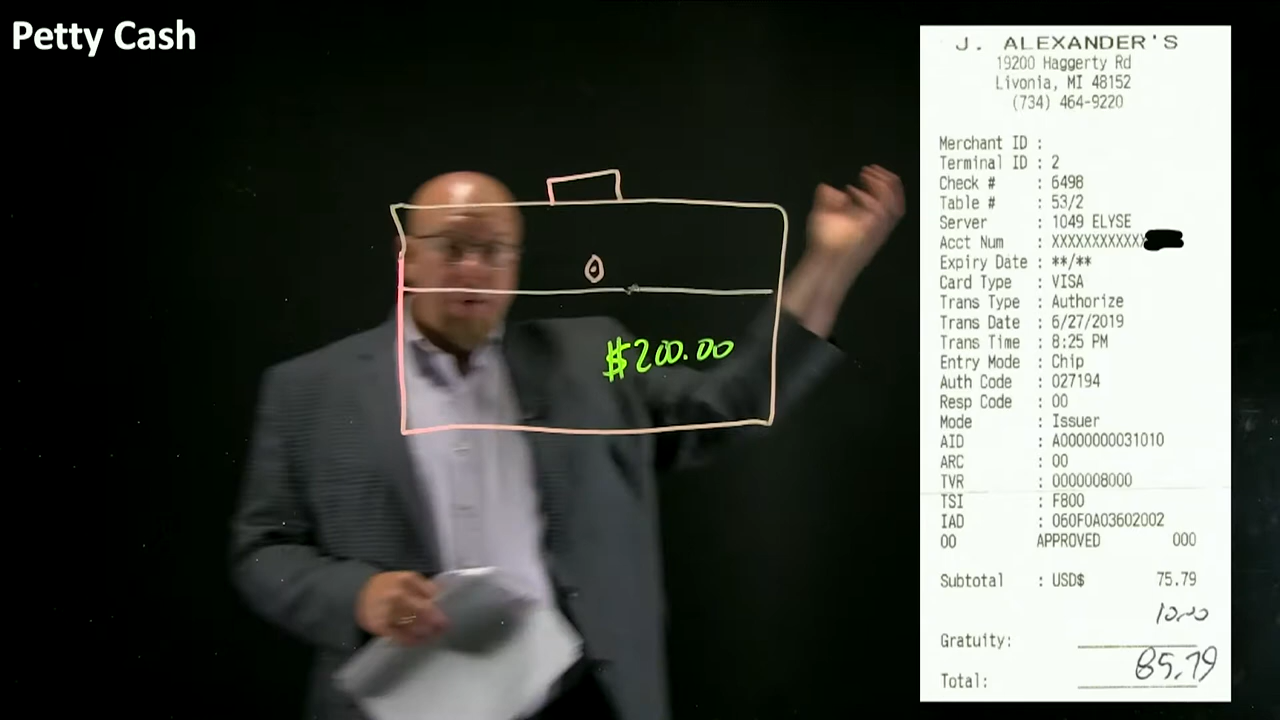 Petty Cash
$200.00
J. ALEXANDER'S
19200 Haggerty Rd
Livonia, MI 48152
(734) 464-9220
Merchant ID :
Terminal ID : 2
Check # : 6498
Table # : 53/2
Server : 1049 ELYSE
Acct Num : XXXXXXXXXXXX
Expiry Date : **/**
Card Type : VISA
Trans Type : Authorize
Trans Date : 6/27/2019
Trans Time : 8:25 PM
Entry Mode : Chip
Auth Code : 027194
Resp Code : 00
Mode : Issuer
AID : A0000000031010
ARC : 00
TVR : 0000008000
TSI : F800
IAD : 060F0A03602002
00 APPROVED 000
Subtotal : USD$ 75.79
10.00
Gratuity:
Total: 85.79